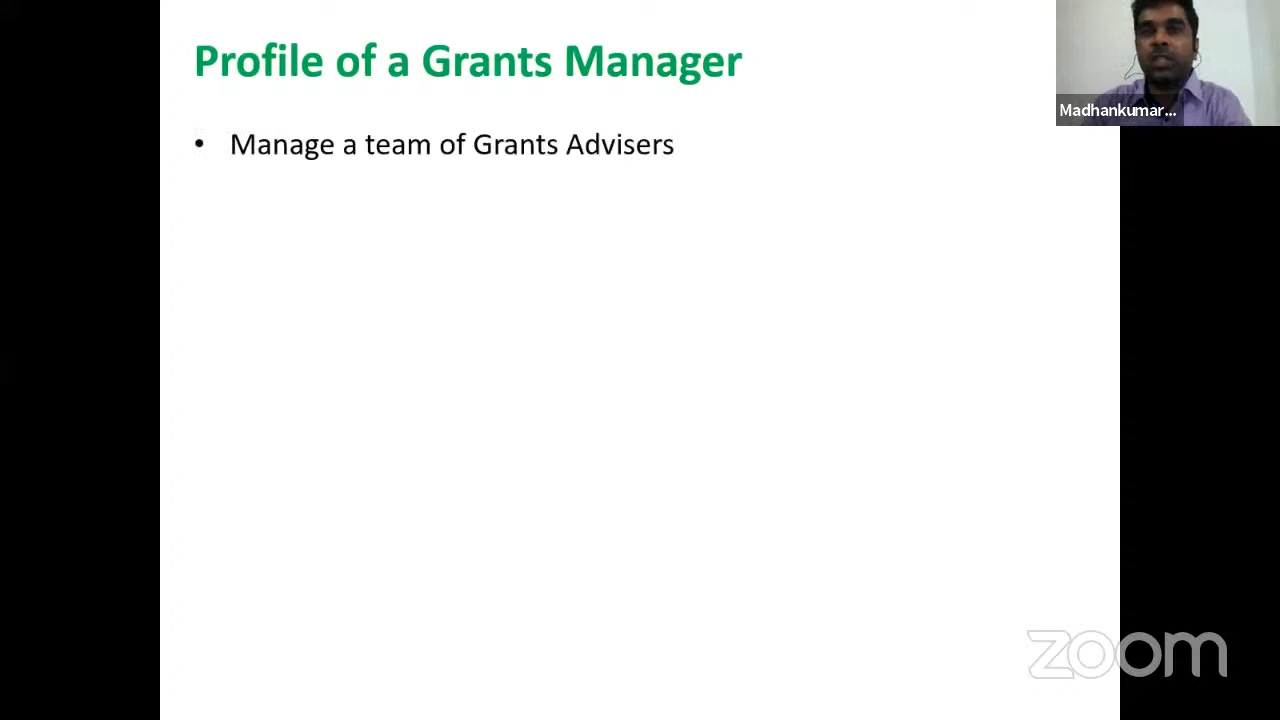 Profile of a Grants Manager
Madhankumar...
• Manage a team of Grants Advisers
zoom